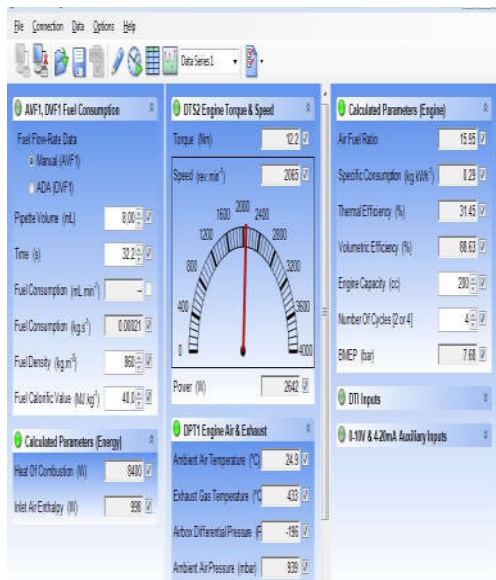 File Connection Data Options Help
Data Series 1
AVF1, DVF1 Fuel Consumption
Fuel Flow-Rate Data
Manual (AVF1)
ADA (DVF1)
Pipette Volume (mL) 8.00
Time (s) 32.2
Fuel Consumption (mL min⁻¹) --
Fuel Consumption (kg.s⁻¹) 0.00021
Fuel Density (kg.m⁻³) 860
Fuel Calorific Value (MJ kg⁻¹) 40.0
Calculated Parameters (Energy)
Heat Of Combustion (W) 8400
Inlet Air Enthalpy (W) 998
DTS2 Engine Torque & Speed
Torque (Nm) 12.2
Speed (rev.min⁻¹) 2065
0 400 800 1200 1600 2000 2400 2800 3200 3600 4000
Power (W) 2642
DPT1 Engine Air & Exhaust
Ambient Air Temperature (°C) 24.9
Exhaust Gas Temperature (°C 433
Airbox Differential Pressure (P -196
Ambient Air Pressure (mbar) 939
Calculated Parameters (Engine)
Air Fuel Ratio 15.95
Specific Consumption (kg kWh⁻¹) 0.29
Thermal Efficiency (%) 31.45
Volumetric Efficiency (%) 88.63
Engine Capacity (cc) 200
Number Of Cycles [2 or 4] 4
BMEP (bar) 7.68
DTI Inputs
0-10V & 4-20mA Auxiliary Inputs